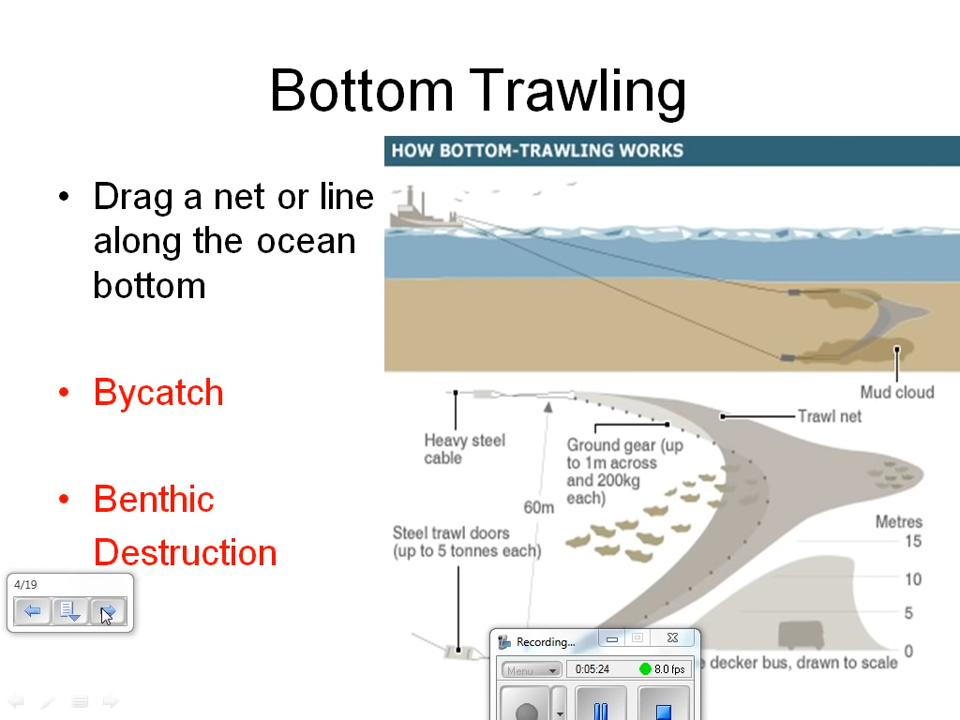 Bottom Trawling
• Drag a net or line
along the ocean
bottom
• Bycatch
• Benthic
Destruction
HOW BOTTOM-TRAWLING WORKS
Mud cloud
Trawl net
Heavy steel
cable
Ground gear (up
to 1m across
and 200kg
each)
60m
Steel trawl doors
(up to 5 tonnes each)
Metres
15
10
5
0
decker bus, drawn to scale
4/19
Recording...
Menu
0:05:24
8.0 fps